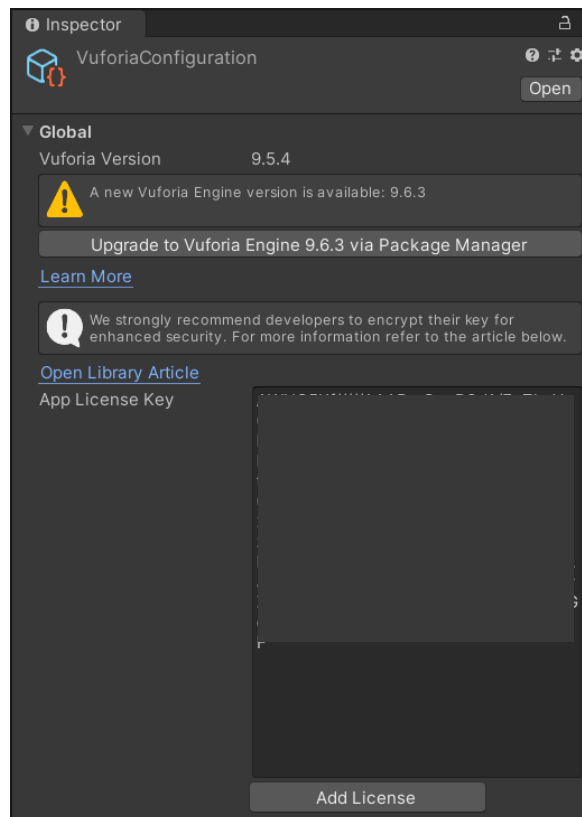 Inspector
VuforiaConfiguration
Open
Global
Vuforia Version 9.5.4
A new Vuforia Engine version is available: 9.6.3
Upgrade to Vuforia Engine 9.6.3 via Package Manager
Learn More
We strongly recommend developers to encrypt their key for
enhanced security. For more information refer to the article below.
Open Library Article
App License Key
Add License